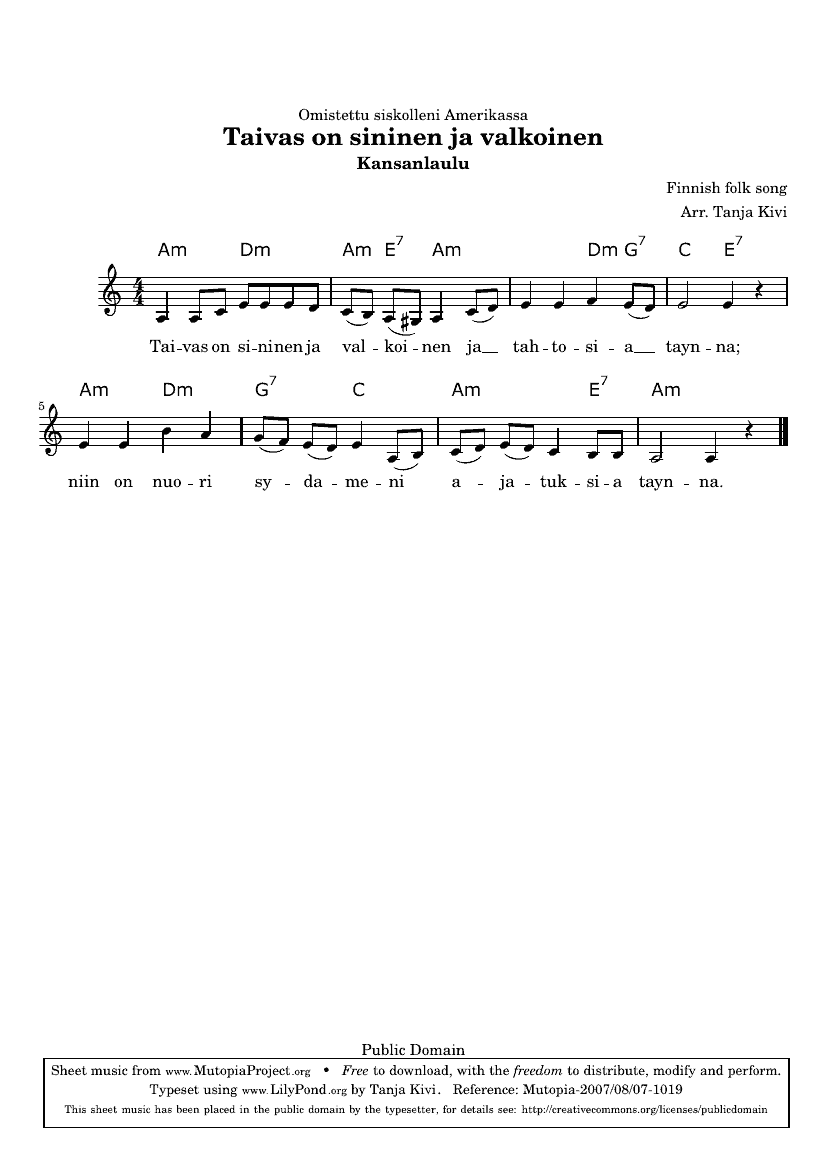 Omistettu siskolleni Amerikassa
Taivas on sininen ja valkoinen
Kansanlaulu
Finnish folk song
Arr. Tanja Kivi
Am Dm Am E7 Am Dm G7 C E7
4
4
Tai – vas on si – ni nen ja val – koi – nen ja__ tah – to – si – a__ tayn – na;
Am Dm G7 C Am E7 Am
5
niin on nuo – ri sy – da – me – ni a – ja – tuk – si – a tayn – na.
Public Domain
Sheet music from www.MutopiaProject.org • Free to download, with the freedom to distribute, modify and perform.
Typeset using www.LilyPond.org by Tanja Kivi. Reference: Mutopia-2007/08/07-1019
This sheet music has been placed in the public domain by the typesetter, for details see: http://creativecommons.org/licenses/publicdomain